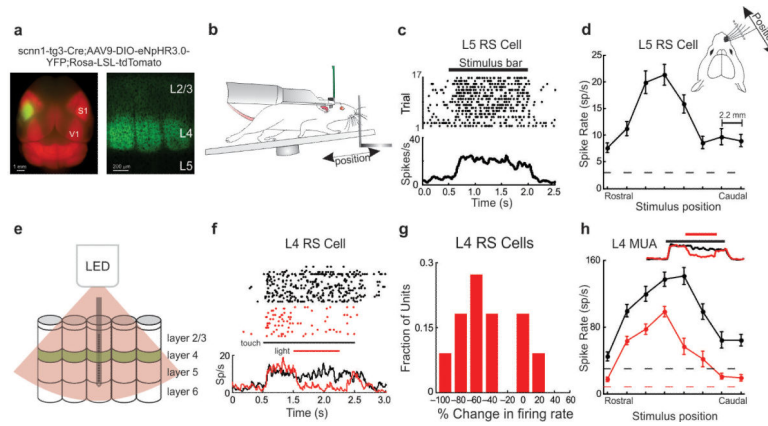 a
scnn1-tg3-Cre;AAV9-DIO-eNpHR3.0-
YFP;Rosa-LSL-tdTomato
S1
V1
1 mm
L2/3
L4
L5
200 µm
b
position
c
L5 RS Cell
Stimulus bar
17
Trial
1
40
Spikes/s
0
0.0 0.5 1.0 1.5 2.0 2.5
Time (s)
d
Position
L5 RS Cell
25
20
15
10
5
0
Spike Rate (sp/s)
2.2 mm
Rostral
Caudal
Stimulus position
e
LED
layer 2/3
layer 4
layer 5
layer 6
f
L4 RS Cell
touch
light
20
10
0
Sp/s
0 0.5 1.0 1.5 2.0 2.5 3.0
Time (s)
g
L4 RS Cells
0.3
0.15
0
Fraction of Units
-100 -80 -60 -40 -20 0 20 40 60
% Change in firing rate
h
L4 MUA
160
80
0
Spike Rate (sp/s)
Rostral
Caudal
Stimulus position